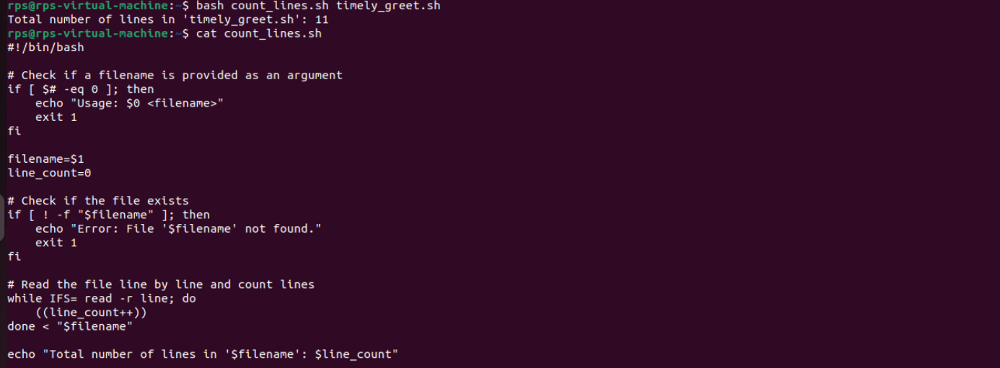 rps@rps-virtual-machine:~$ bash count_lines.sh timely_greet.sh
Total number of lines in 'timely_greet.sh': 11
rps@rps-virtual-machine:~$ cat count_lines.sh
#!/bin/bash

# Check if a filename is provided as an argument
if [ $# -eq 0 ]; then
    echo "Usage: $0 <filename>"
    exit 1
fi

filename=$1
line_count=0

# Check if the file exists
if [ ! -f "$filename" ]; then
    echo "Error: File '$filename' not found."
    exit 1
fi

# Read the file line by line and count lines
while IFS= read -r line; do
    ((line_count++))
done < "$filename"

echo "Total number of lines in '$filename': $line_count"